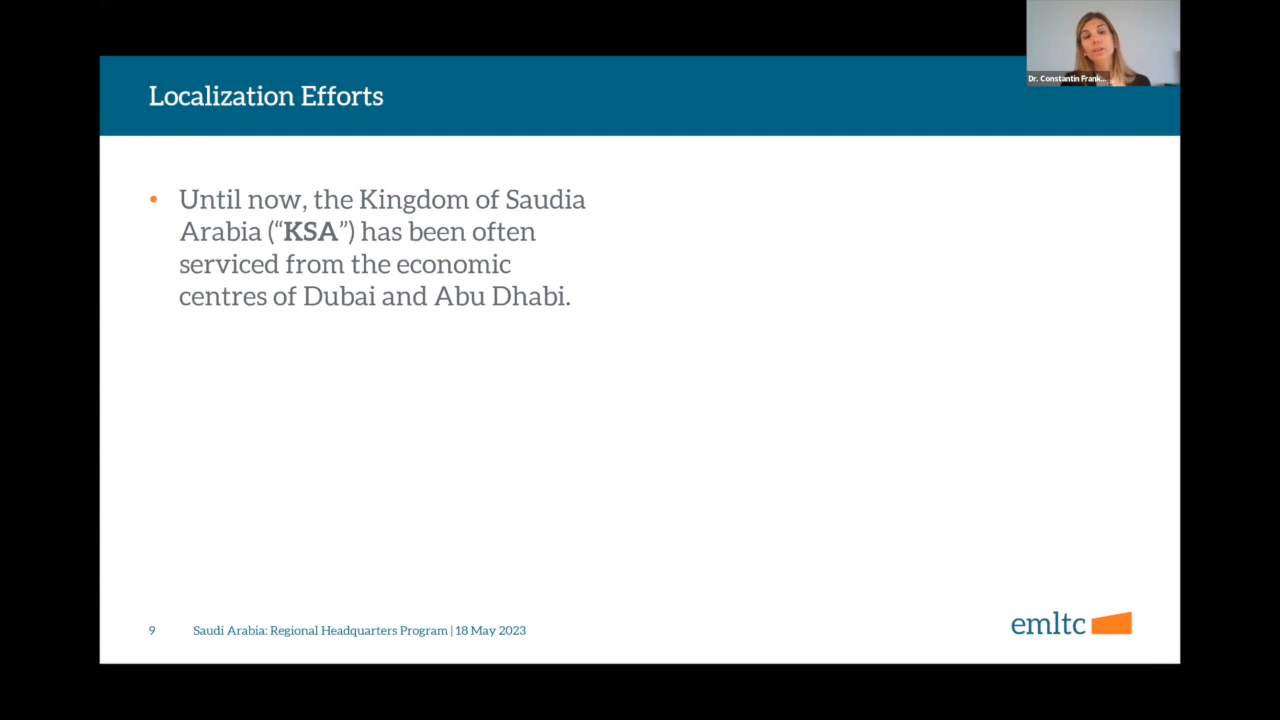 Dr. Constantin Frank...
Localization Efforts
• Until now, the Kingdom of Saudia
Arabia (“KSA”) has been often
serviced from the economic
centres of Dubai and Abu Dhabi.
9 Saudi Arabia: Regional Headquarters Program | 18 May 2023
emltc